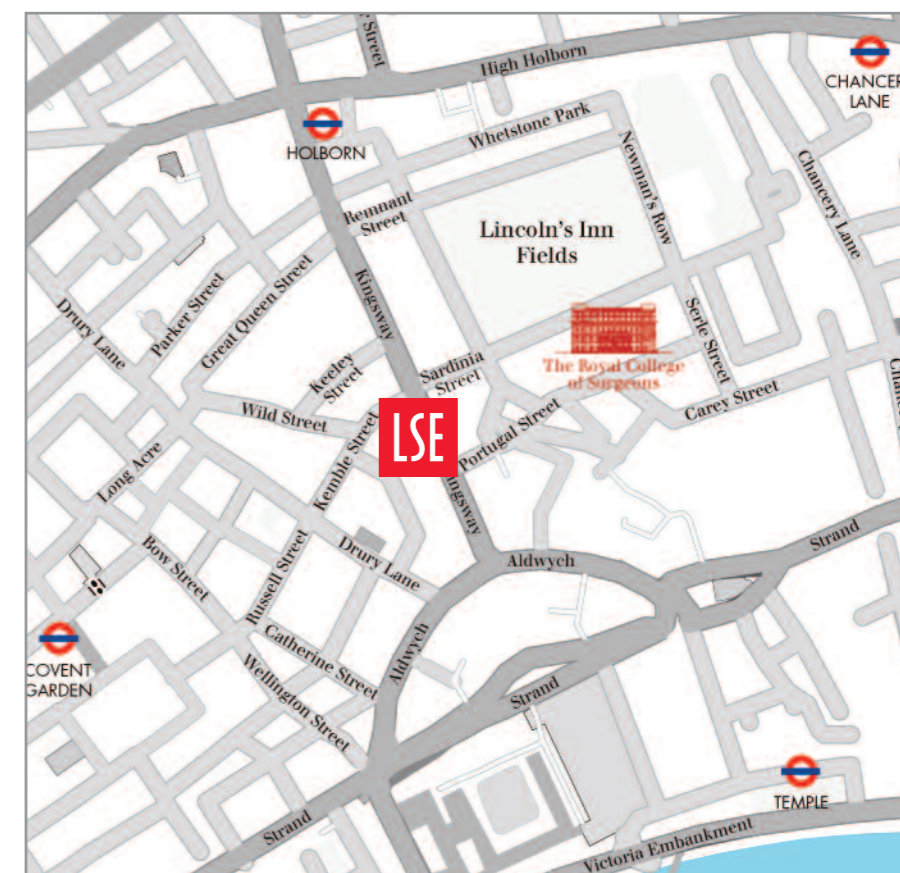 Street
High Holborn
CHANCER
LANE
HOLBORN
Whetstone Park
Newman's Row
Chancery Lane
Remnant
Street
Lincoln's Inn
Fields
Kingsway
Drury Lane
Parker Street
Great Queen Street
Serle Street
Keeley
Street
Sardinia
Street
The Royal College
of Surgeons
Wild Street
Carey Street
LSE
Portugal Street
Kemble Street
Long Acre
ingsway
Strand
Bow Street
Russell Street
Drury Lane
Aldwych
COVENT
GARDEN
Catherine Street
Aldwych
Wellington Street
Strand
TEMPLE
Strand
Victoria Embankment